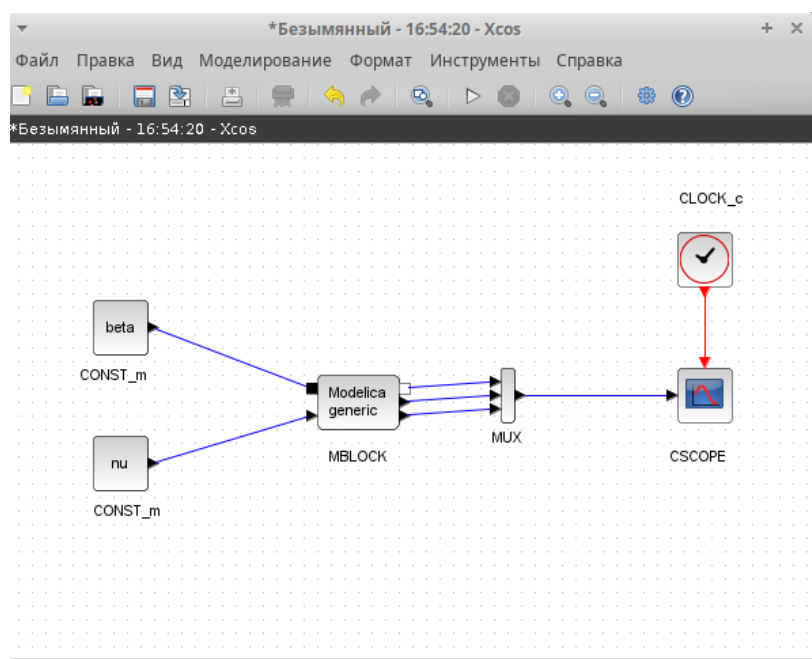 *Безымянный - 16:54:20 - Xcos
Файл Правка Вид Моделирование Формат Инструменты Справка
*Безымянный - 16:54:20 - Xcos
CLOCK_c
beta
CONST_m
Modelica
generic
MBLOCK
MUX
CSCOPE
nu
CONST_m